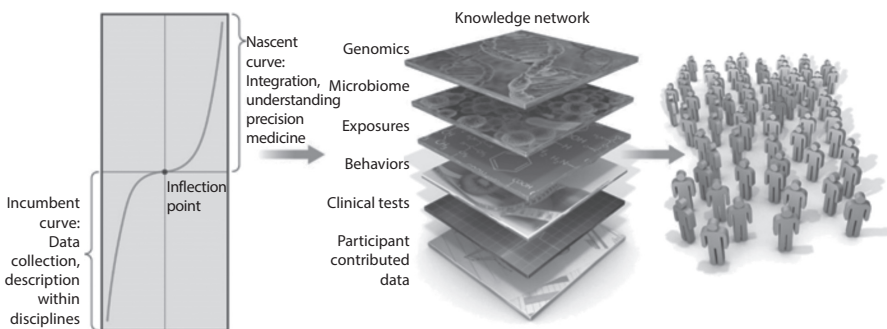 Knowledge network
Nascent
curve:
Integration,
understanding
precision
medicine
Inflection
point
Incumbent
curve:
Data
collection,
description
within
disciplines
Genomics
Microbiome
Exposures
Behaviors
Clinical tests
Participant
contributed
data